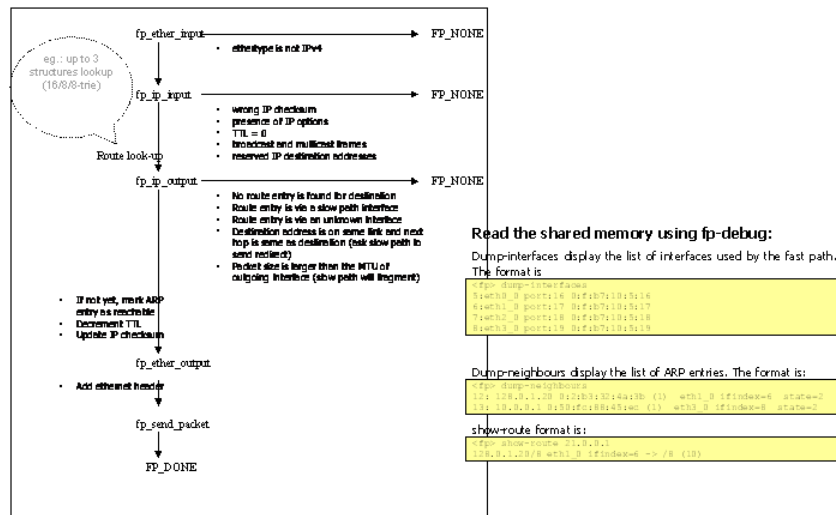 fp_ether_input
FP_NONE
ethertype is not IPv4
eg.: up to 3
structures lookup
(16/8/8-trie)
fp_ip_input
FP_NONE
wrong IP checksum
presence of IP options
TTL = 0
broadcast and multicast frames
reserved IP destination addresses
Route look-up
fp_ip_output
FP_NONE
No route entry is found for destination
Route entry is via a slow path interface
Route entry is via an unknown interface
Destination address is on same link and next
hop is same as destination (ask slow path to
send redirect)
Packet size is larger than the MTU of
outgoing interface (slow path will fragment)
If not yet, mark ARP
entry as reachable
Decrement TTL
Update IP checksum
fp_ether_output
Add ethernet header
fp_send_packet
FP_DONE
Read the shared memory using fp-debug:
Dump-interfaces display the list of interfaces used by the fast path.
The format is
<fp> dump-interfaces
5:eth0_0 port:16 0:f:b7:10:5:16
6:eth1_0 port:17 0:f:b7:10:5:17
7:eth2_0 port:18 0:f:b7:10:5:18
8:eth3_0 port:19 0:f:b7:10:5:19
Dump-neighbours display the list of ARP entries. The format is:
<fp> dump-neighbours
12: 128.0.1.20 0:2:b3:32:4a:3b (1) eth1_0 ifindex=6 state=2
13: 10.0.0.1 0:50:fc:88:45:ec (1) eth3_0 ifindex=8 state=2
show-route format is:
<fp> show-route 21.0.0.1
128.0.1.20/8 eth1_0 ifindex=6 -> /8 (10)